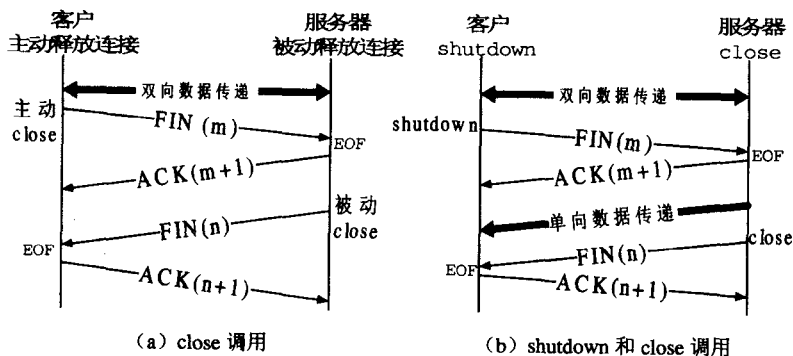 客户
主动释放连接
服务器
被动释放连接
双向数据传递
主动
close
FIN (m)
EOF
ACK(m+1)
被动
close
FIN(n)
EOF
ACK(n+1)
(a) close 调用
客户
shutdown
服务器
close
双向数据传递
shutdown
FIN(m)
EOF
ACK(m+1)
单向数据传递
close
FIN(n)
EOF
ACK(n+1)
(b) shutdown 和 close 调用